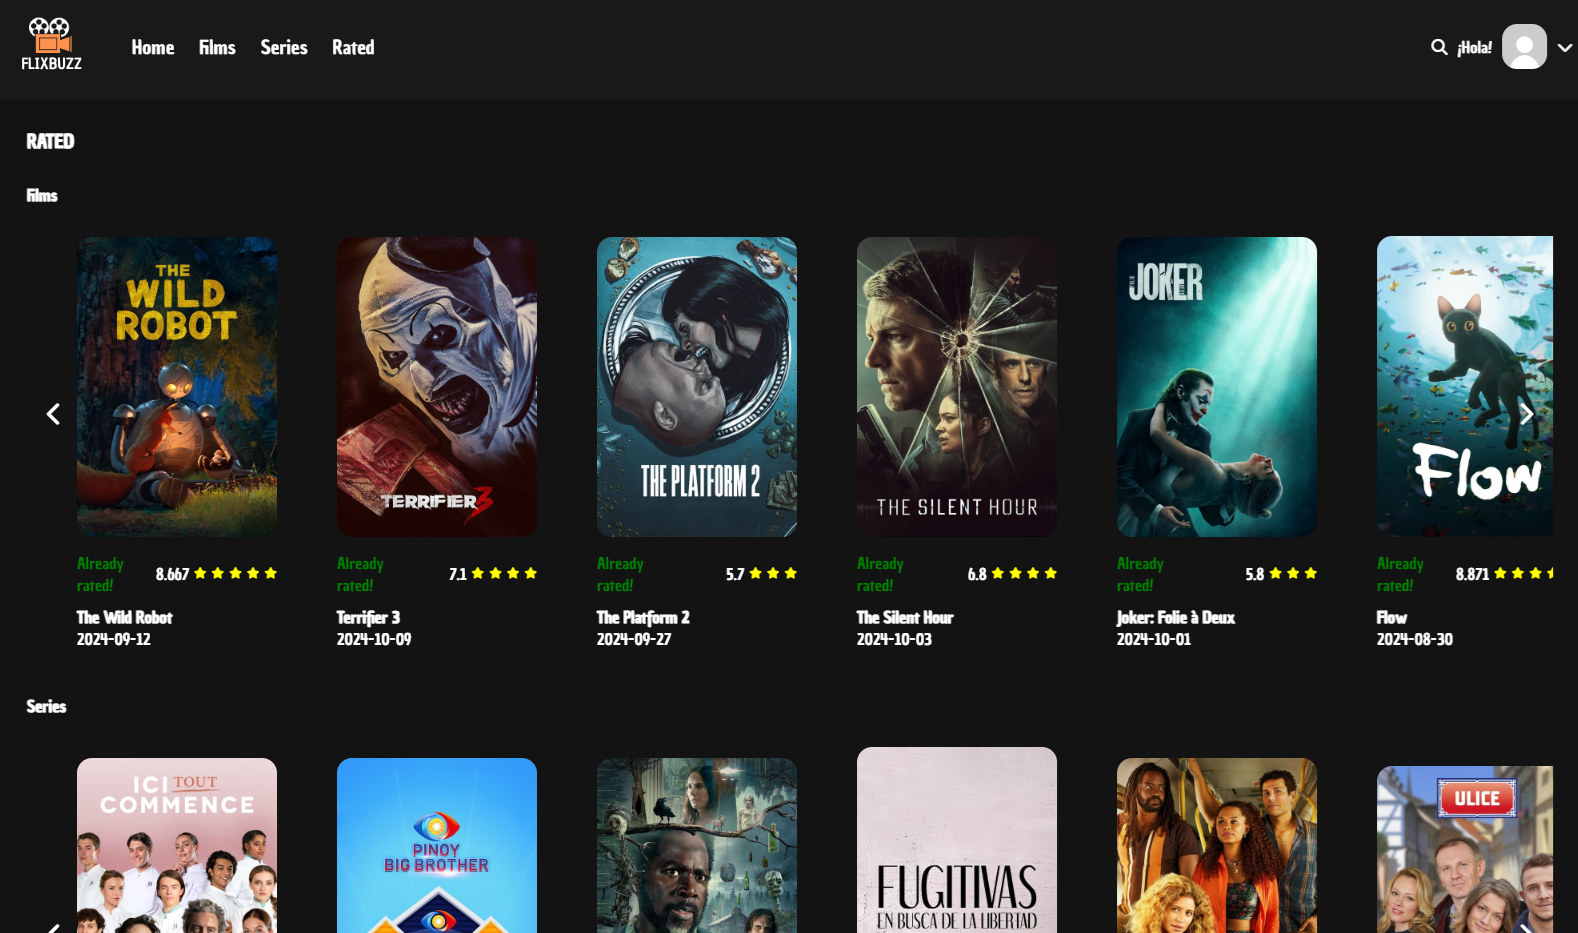 FLIXBUZZ
Home Films Series Rated
¡Hola!
RATED
Films
THE
WILD
ROBOT
TERRIFIER 3
THE PLATFORM 2
THE SILENT HOUR
JOKER
Flow
Already
rated!
8.667
Already
rated!
7.1
Already
rated!
5.7
Already
rated!
6.8
Already
rated!
5.8
Already
rated!
8.871
The Wild Robot
2024-09-12
Terrifier 3
2024-10-09
The Platform 2
2024-09-27
The Silent Hour
2024-10-03
Joker: Folie à Deux
2024-10-01
Flow
2024-08-30
Series
ICI TOUT
COMMENCE
PINOY
BIG BROTHER
FUGITIVAS
EN BUSCA DE LA LIBERTAD
ULICE